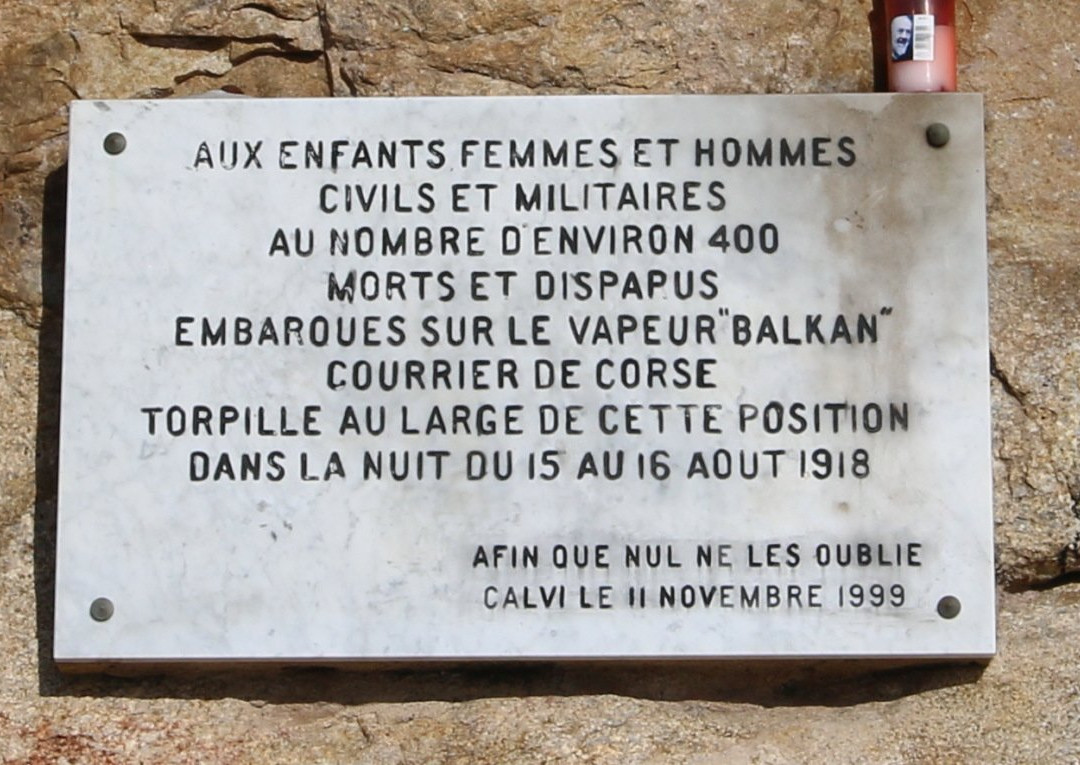 AUX ENFANTS FEMMES ET HOMMES
CIVILS ET MILITAIRES
AU NOMBRE D'ENVIRON 400
MORTS ET DISPAPUS
EMBARQUES SUR LE VAPEUR "BALKAN"
COURRIER DE CORSE
TORPILLE AU LARGE DE CETTE POSITION
DANS LA NUIT DU 15 AU 16 AOUT 1918
AFIN QUE NUL NE LES OUBLIE
CALVI LE 11 NOVEMBRE 1999